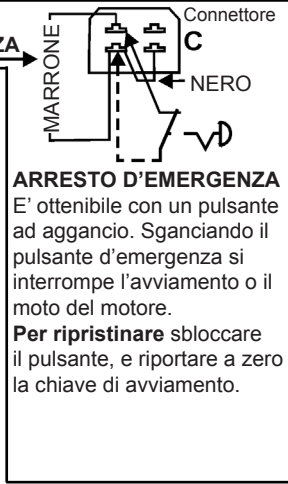 Connettore
ZA
C
MARRONE
NERO
ARRESTO D’EMERGENZA
E’ ottenibile con un pulsante
ad aggancio. Sganciando il
pulsante d’emergenza si
interrompe l’avviamento o il
moto del motore.
Per ripristinare sbloccare
il pulsante, e riportare a zero
la chiave di avviamento.